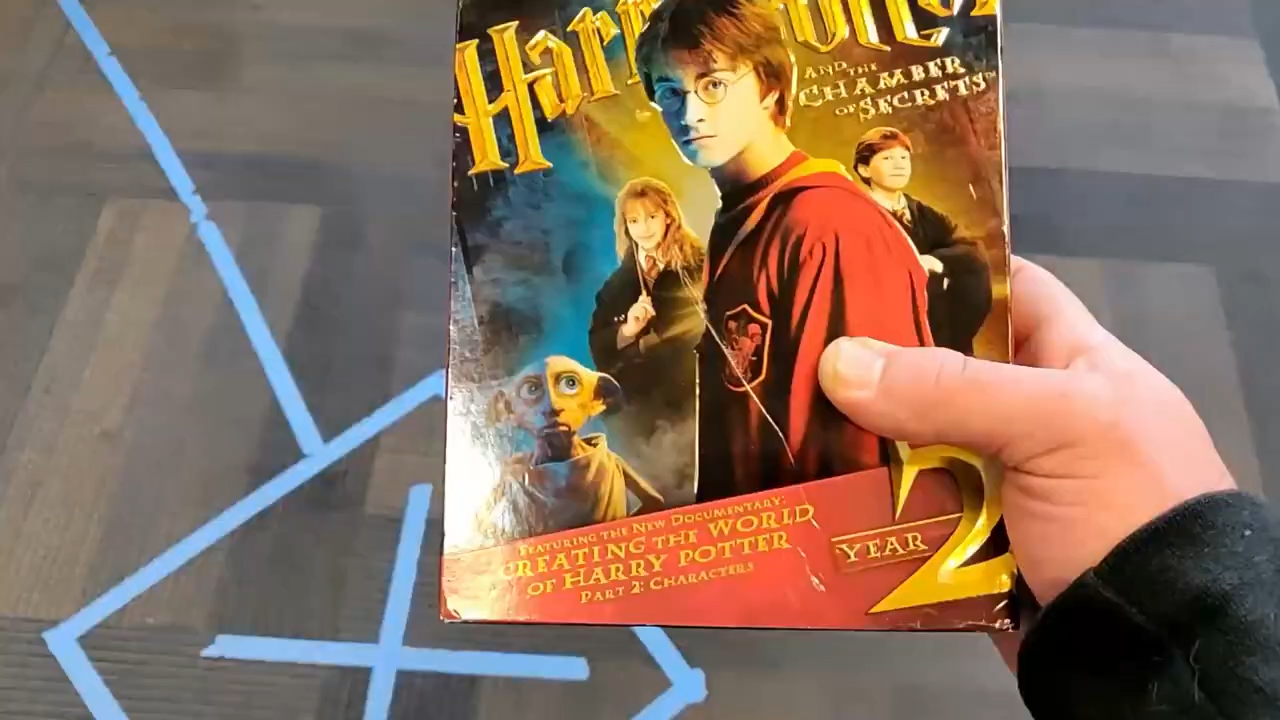 Harry Potter
AND THE
CHAMBER
OF SECRETS™
FEATURING THE NEW DOCUMENTARY:
CREATING THE WORLD
OF HARRY POTTER
PART 2: CHARACTERS
YEAR 2